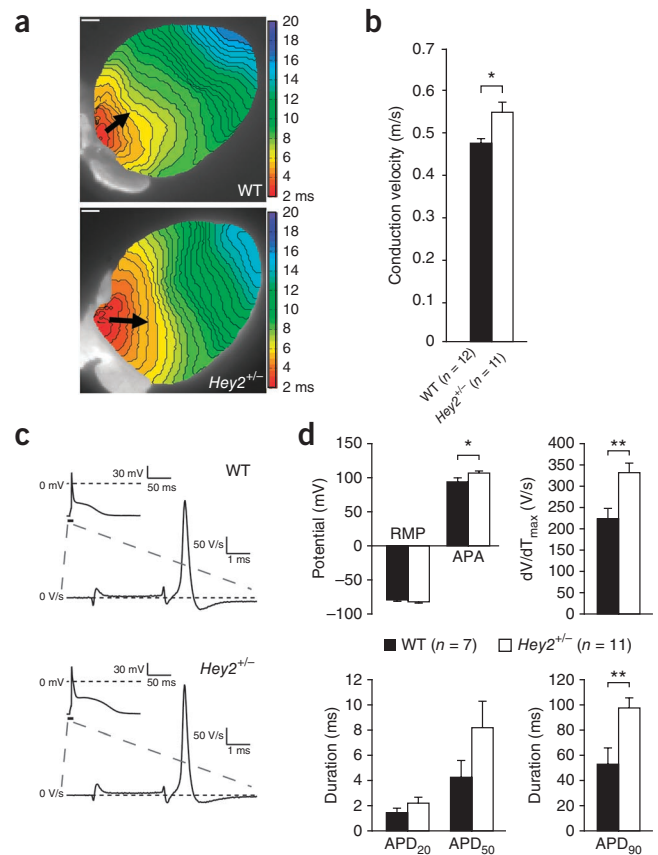 a
20
18
16
14
12
10
8
6
4
2 ms
WT
20
18
16
14
12
10
8
6
4
2 ms
Hey2+/–
b
Conduction velocity (m/s)
0.7
0.6
0.5
0.4
0.3
0.2
0.1
0
*
WT (n = 12)
Hey2+/– (n = 11)
c
WT
30 mV
50 ms
0 mV
50 V/s
1 ms
0 V/s
Hey2+/–
30 mV
50 ms
0 mV
50 V/s
1 ms
0 V/s
d
Potential (mV)
150
100
50
0
–50
–100
RMP
APA
*
dV/dTmax (V/s)
400
350
300
250
200
150
100
50
0
**
WT (n = 7)
Hey2+/– (n = 11)
Duration (ms)
12
10
8
6
4
2
0
APD20
APD50
Duration (ms)
120
100
80
60
40
20
0
**
APD90